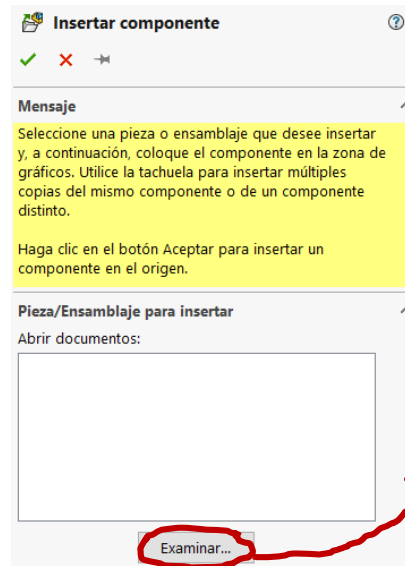 Insertar componente
Mensaje
Seleccione una pieza o ensamblaje que desee insertar
y, a continuación, coloque el componente en la zona de
gráficos. Utilice la tachuela para insertar múltiples
copias del mismo componente o de un componente
distinto.
Haga clic en el botón Aceptar para insertar un
componente en el origen.
Pieza/Ensamblaje para insertar
Abrir documentos:
Examinar...